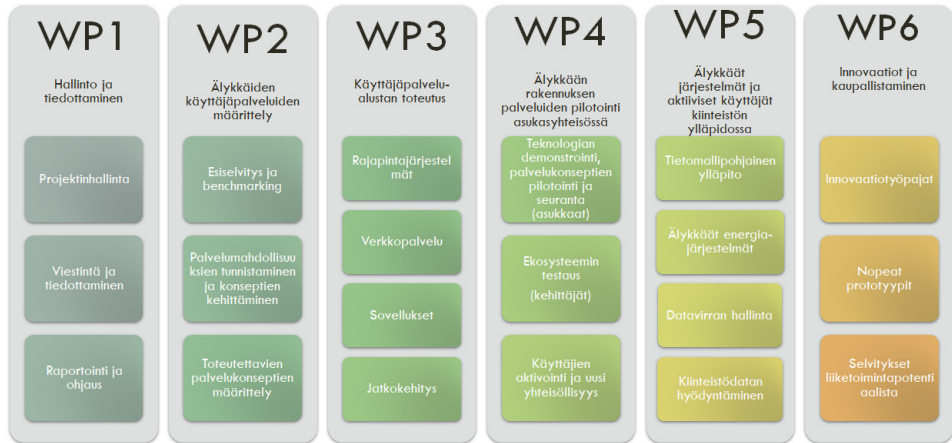 WP1
Hallinto ja
tiedottaminen
Projektinhallinta
Viestintä ja
tiedottaminen
Raportointi ja
ohjaus
WP2
Älykkäiden
käyttäjäpalveluiden
määrittely
Esiselvitys ja
benchmarking
Palvelumahdollisuu
ksien tunnistaminen
ja konseptien
kehittäminen
Toteutettavien
palvelukonseptien
määrittely
WP3
Käyttäjäpalvelu-
alustan toteutus
Rajapintajärjestel
mät
Verkkopalvelu
Sovellukset
Jatkokehitys
WP4
Älykkään
rakennuksen
palveluiden pilotointi
asukasyhteisössä
Teknologian
demonstrointi,
palvelukonseptien
pilotointi ja
seuranta
(asukkaat)
Ekosysteemin
testaus
(kehittäjät)
Käyttäjien
aktivointi ja uusi
yhteisöllisyys
WP5
Älykkäät
järjestelmät ja
aktiiviset käyttäjät
kiinteistön
ylläpidossa
Tietomallipohjainen
ylläpito
Älykkäät energia-
järjestelmät
Datavirran hallinta
Kiinteistödatan
hyödyntäminen
WP6
Innovaatiot ja
kaupallistaminen
Innovaatiotyöpajat
Nopeat
prototyypit
Selvitykset
liiketoimintapotenti
aalista